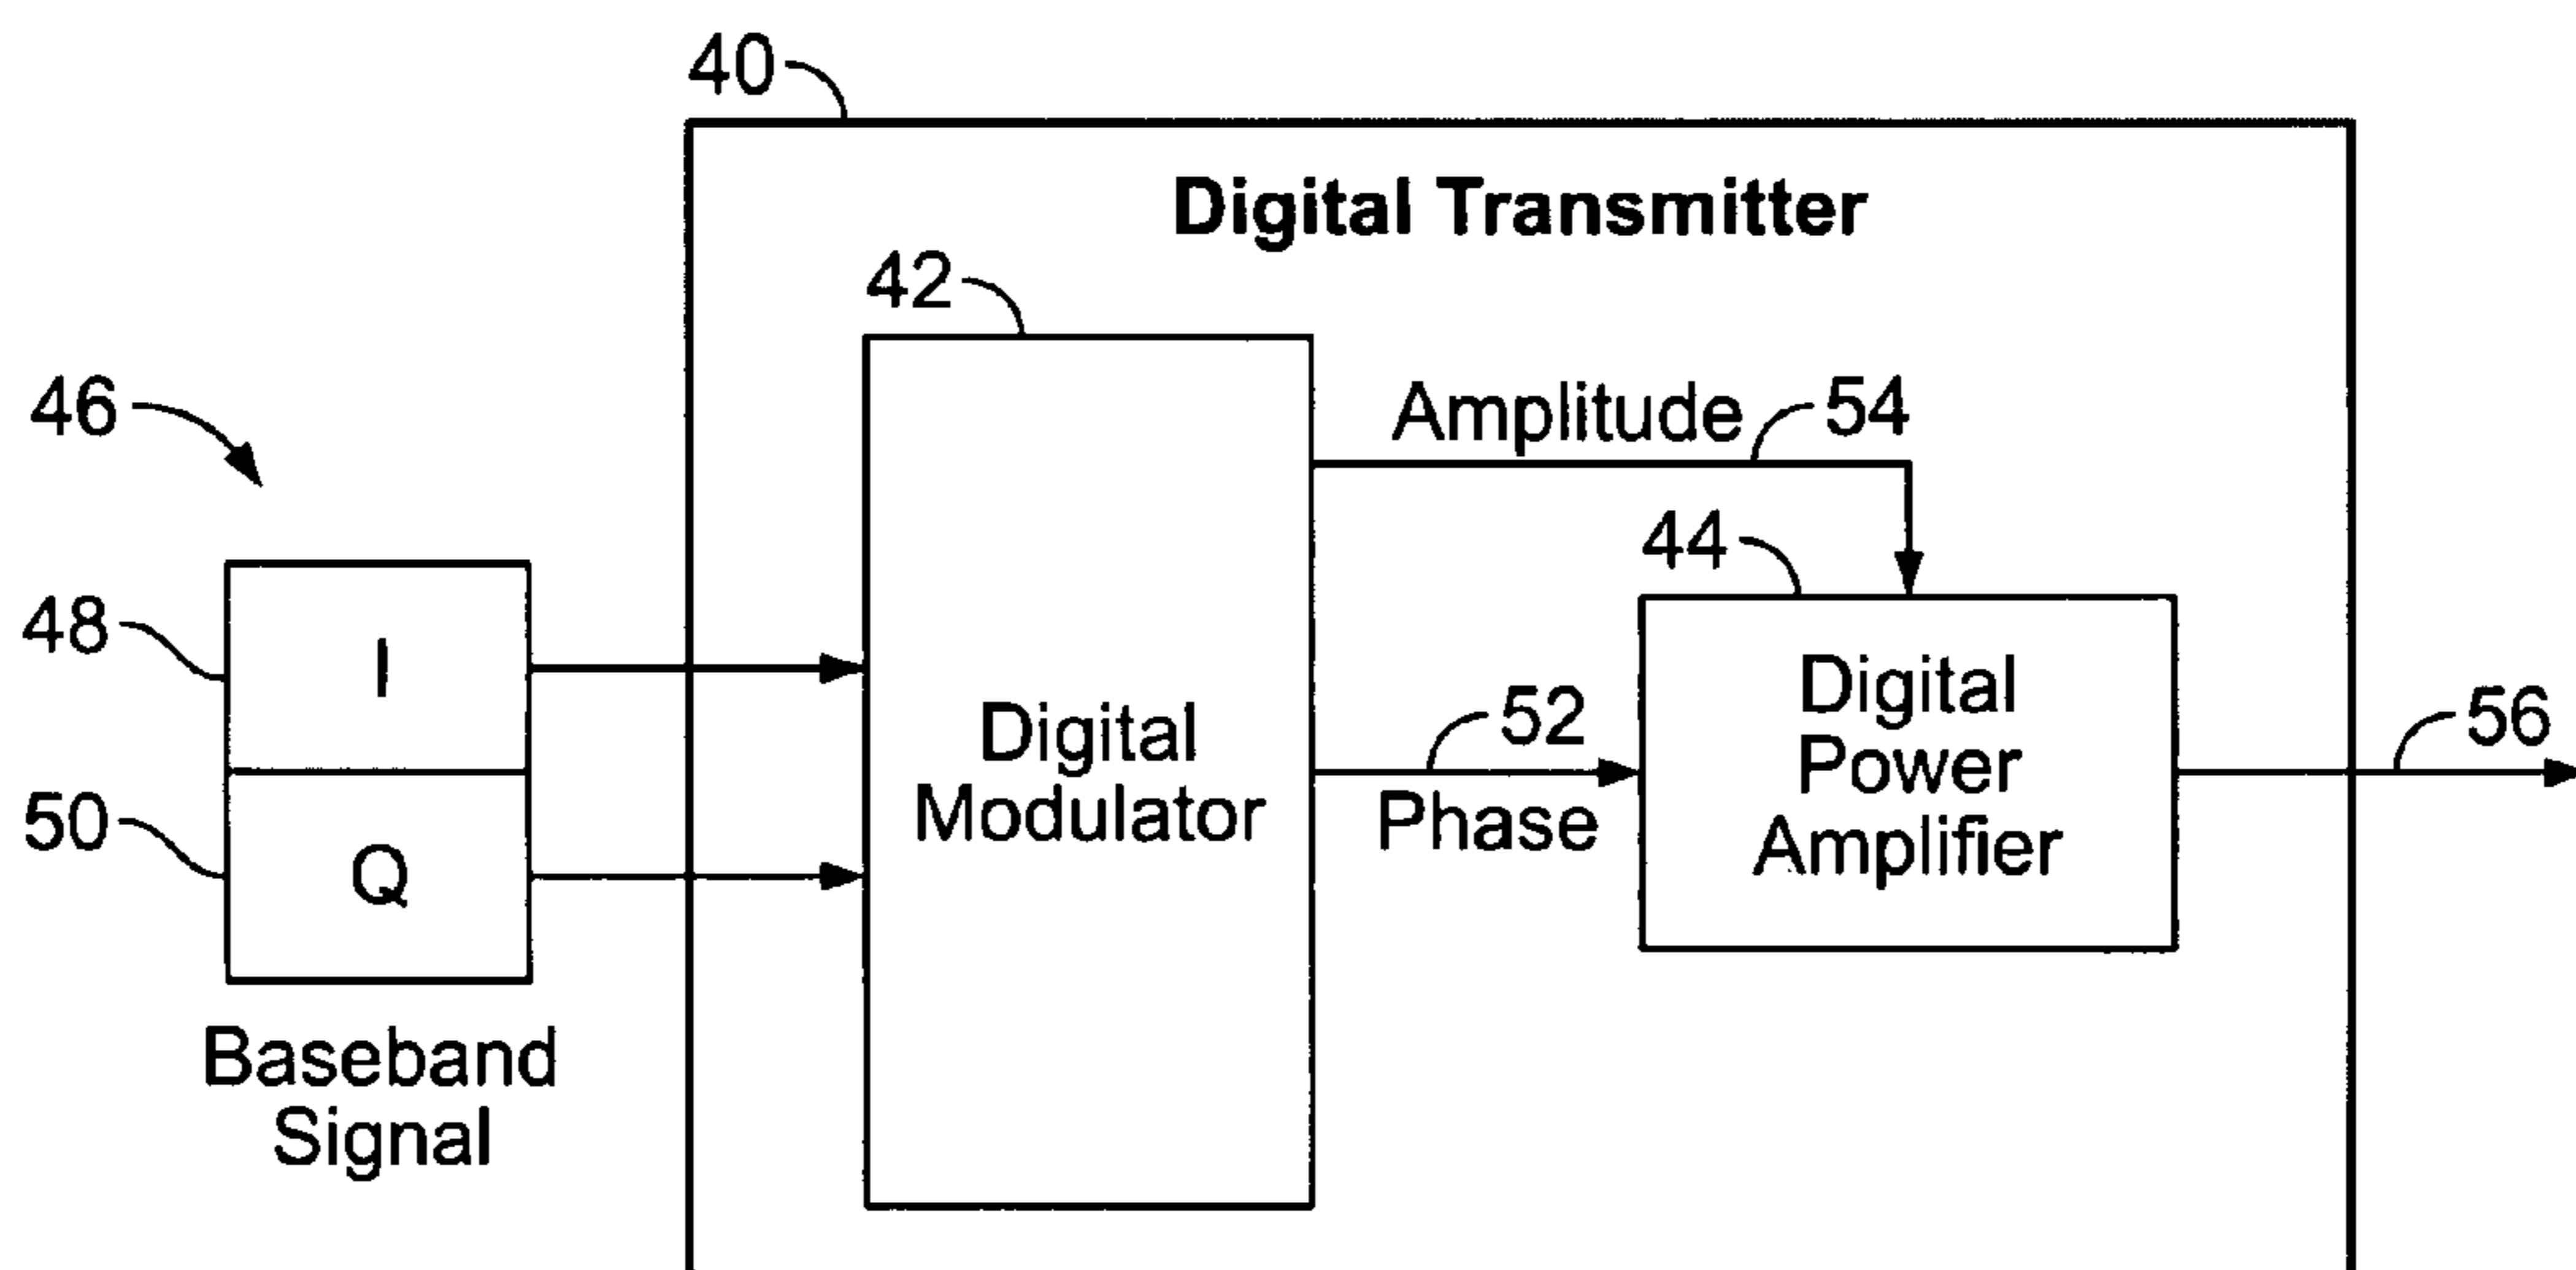 40
Digital Transmitter
42
46
Amplitude
54
44
48
I
Digital
Modulator
52
Phase
Digital
Power
Amplifier
56
50
Q
Baseband
Signal